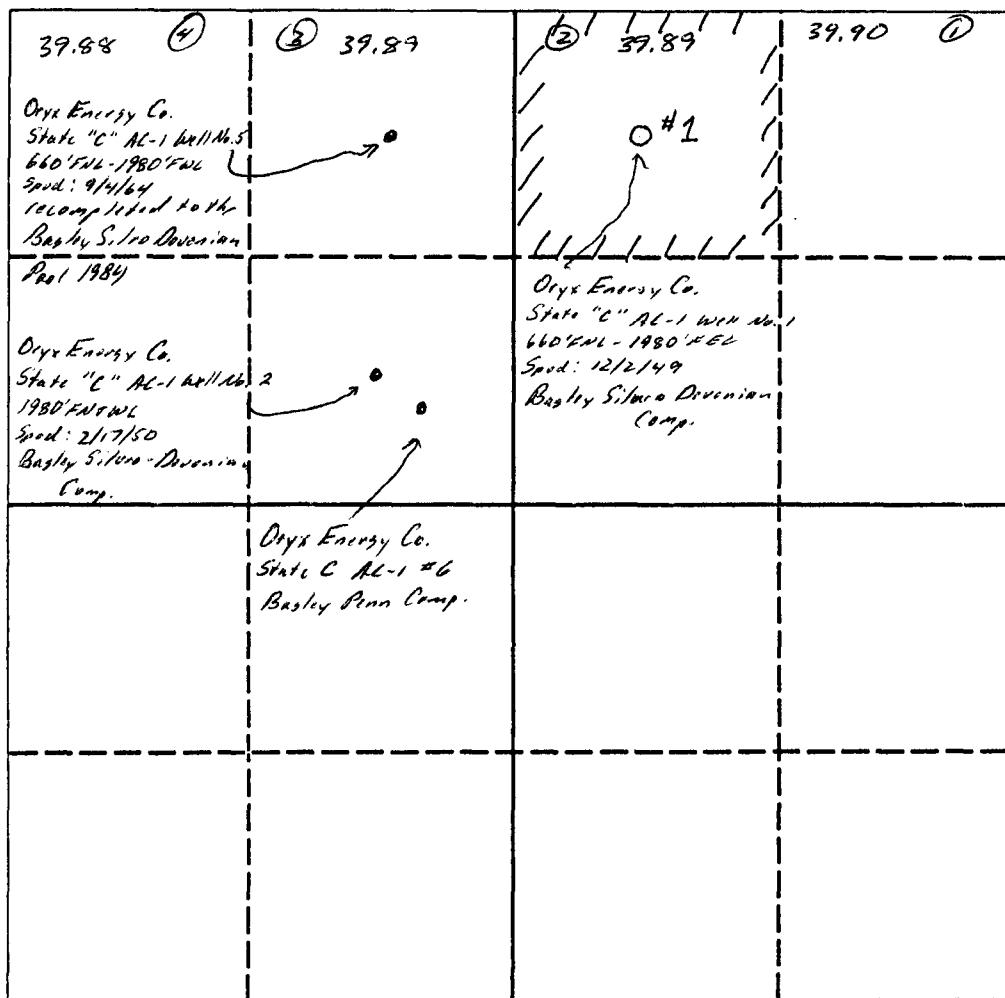 39.88 ④
③ 39.89
② 39.89
39.90 ①
Oryx Energy Co.
State "C" AC-1 Well No. 5
660'FNL-1980'FWL
Spud: 9/4/64
recompleted to the
Bagley Siluro Devonian
Pool 1984
#1
Oryx Energy Co.
State "C" AC-1 Well No. 2
1980'FN&WL
Spud: 2/17/50
Bagley Siluro-Devonian
Comp.
Oryx Energy Co.
State "C" AC-1 Well No. 1
660'FNL-1980'FEL
Spud: 12/2/49
Bagley Siluro Devonian
Comp.
Oryx Energy Co.
State C AC-1 #6
Bagley Penn Comp.